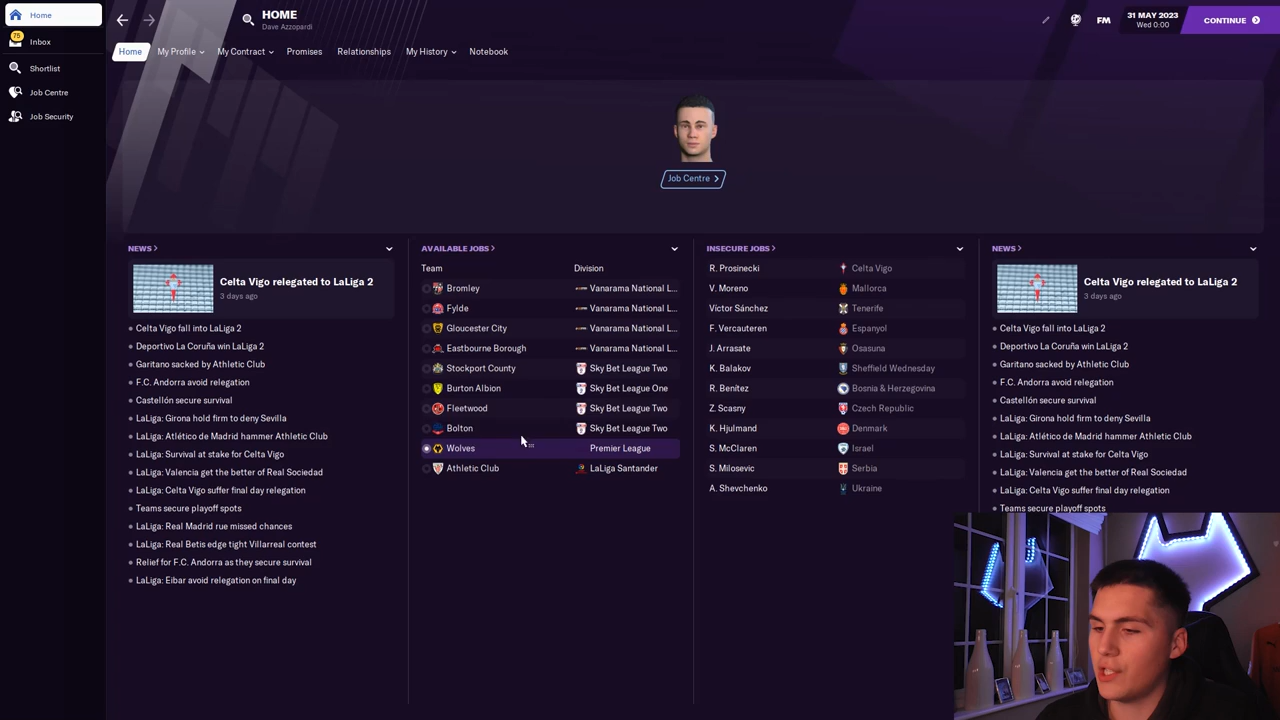 Home
75
Inbox
Shortlist
Job Centre
Job Security
HOME
Dave Azzopardi
FM
31 MAY 2023
Wed 0:00
CONTINUE
Home
My Profile
My Contract
Promises
Relationships
My History
Notebook
Job Centre
NEWS
Celta Vigo relegated to LaLiga 2
3 days ago
Celta Vigo fall into LaLiga 2
Deportivo La Coruña win LaLiga 2
Garitano sacked by Athletic Club
F.C. Andorra avoid relegation
Castellón secure survival
LaLiga: Girona hold firm to deny Sevilla
LaLiga: Atlético de Madrid hammer Athletic Club
LaLiga: Survival at stake for Celta Vigo
LaLiga: Valencia get the better of Real Sociedad
LaLiga: Celta Vigo suffer final day relegation
Teams secure playoff spots
LaLiga: Real Madrid rue missed chances
LaLiga: Real Betis edge tight Villarreal contest
Relief for F.C. Andorra as they secure survival
LaLiga: Eibar avoid relegation on final day
AVAILABLE JOBS
Team Division
Bromley Vanarama National L...
Fylde Vanarama National L...
Gloucester City Vanarama National L...
Eastbourne Borough Vanarama National L...
Stockport County Sky Bet League Two
Burton Albion Sky Bet League One
Fleetwood Sky Bet League Two
Bolton Sky Bet League Two
Wolves Premier League
Athletic Club LaLiga Santander
INSECURE JOBS
R. Prosinecki Celta Vigo
V. Moreno Mallorca
Víctor Sánchez Tenerife
F. Vercauteren Espanyol
J. Arrasate Osasuna
K. Balakov Sheffield Wednesday
R. Benítez Bosnia & Herzegovina
Z. Scasny Czech Republic
K. Hjulmand Denmark
S. McClaren Israel
S. Milosevic Serbia
A. Shevchenko Ukraine
NEWS
Celta Vigo relegated to LaLiga 2
3 days ago
Celta Vigo fall into LaLiga 2
Deportivo La Coruña win LaLiga 2
Garitano sacked by Athletic Club
F.C. Andorra avoid relegation
Castellón secure survival
LaLiga: Girona hold firm to deny Sevilla
LaLiga: Atlético de Madrid hammer Athletic Club
LaLiga: Survival at stake for Celta Vigo
LaLiga: Valencia get the better of Real Sociedad
LaLiga: Celta Vigo suffer final day relegation
Teams secure playoff spots